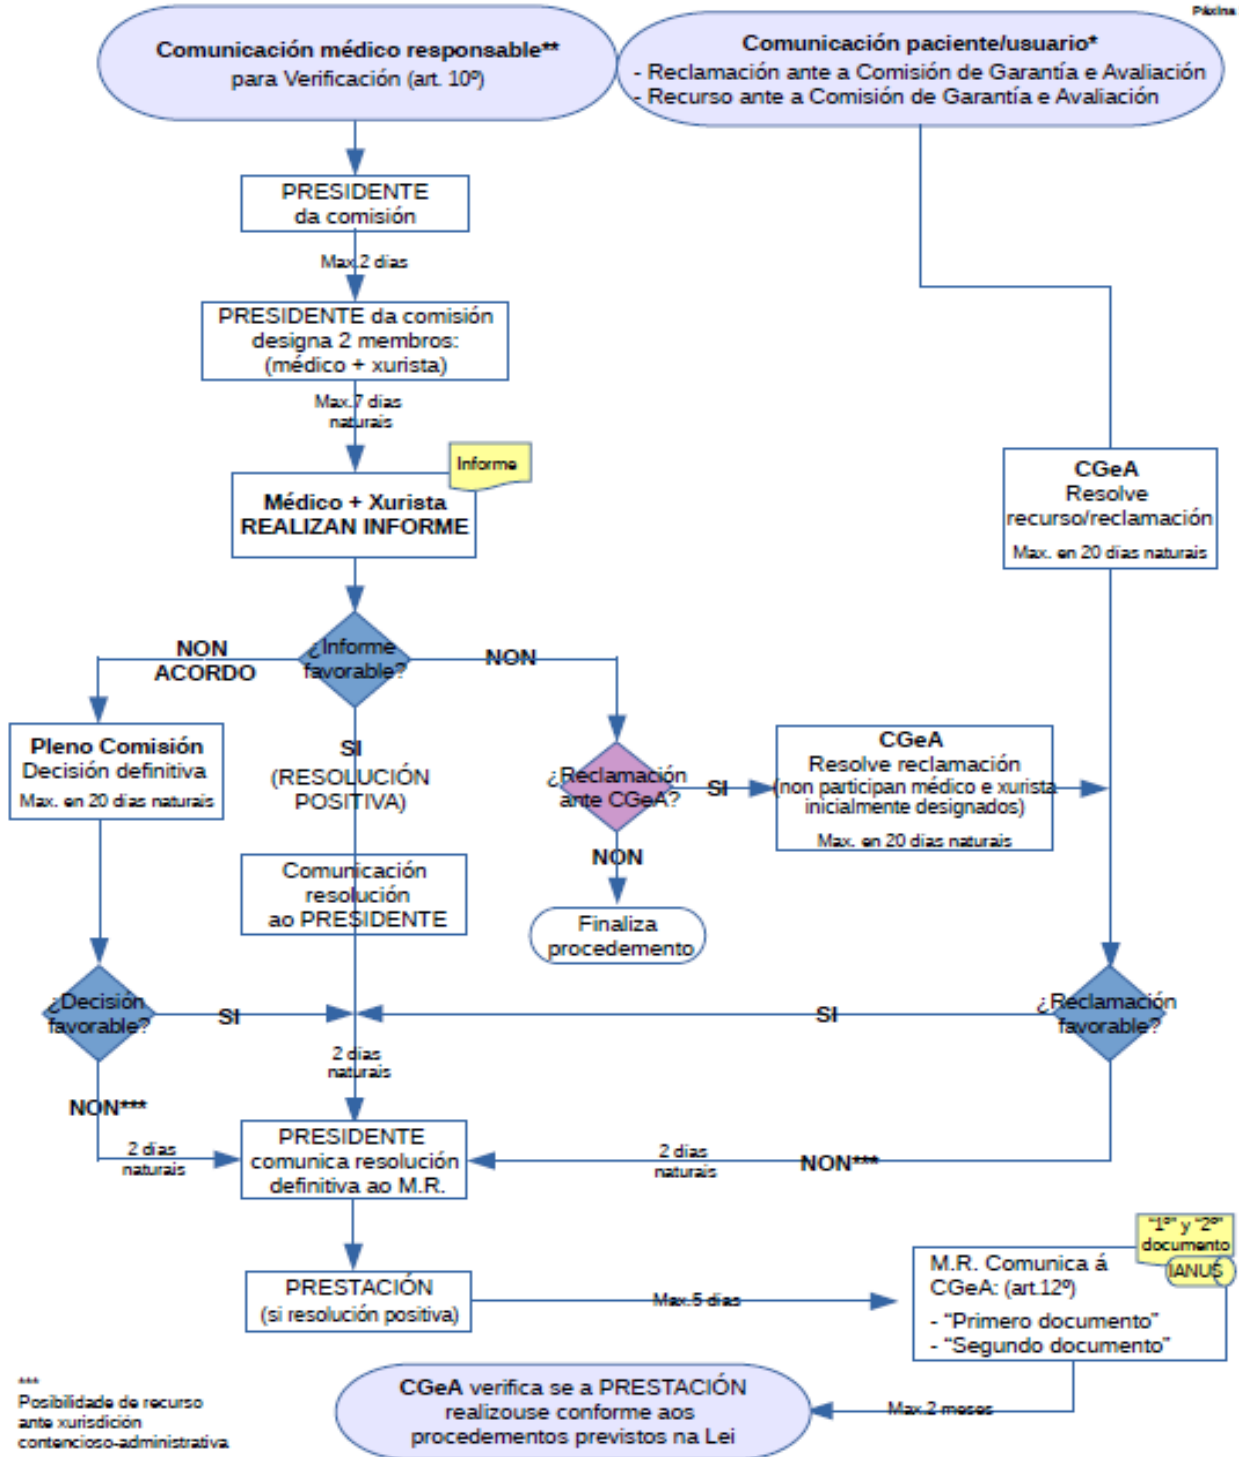 Páxina
Comunicación médico responsable**
para Verificación (art. 10º)
Comunicación paciente/usuario*
- Reclamación ante a Comisión de Garantía e Avaliación
- Recurso ante a Comisión de Garantía e Avaliación
PRESIDENTE
da comisión
Max.2 días
PRESIDENTE da comisión
designa 2 membros:
(médico + xurista)
Max.7 días
naturais
Informe
Médico + Xurista
REALIZAN INFORME
CGeA
Resolve
recurso/reclamación
Max. en 20 días naturais
¿Informe
favorable?
NON
ACORDO
NON
Pleno Comisión
Decisión definitiva
Max. en 20 días naturais
SI
(RESOLUCIÓN
POSITIVA)
¿Reclamación
ante CGeA?
SI
CGeA
Resolve reclamación
(non participan médico e xurista
inicialmente designados)
Max. en 20 días naturais
NON
Comunicación
resolución
ao PRESIDENTE
Finaliza
procedemento
¿Decisión
favorable?
SI
SI
¿Reclamación
favorable?
2 días
naturais
NON***
2 días
naturais
PRESIDENTE
comunica resolución
definitiva ao M.R.
2 días
naturais
NON***
PRESTACIÓN
(si resolución positiva)
Max.5 días
"1º" y "2º"
documento
IANUS
M.R. Comunica á
CGeA: (art.12º)
- "Primero documento"
- "Segundo documento"
Max.2 meses
CGeA verifica se a PRESTACIÓN
realizouse conforme aos
procedementos previstos na Lei
***
Posibilidade de recurso
ante xurisdición
contencioso-administrativa